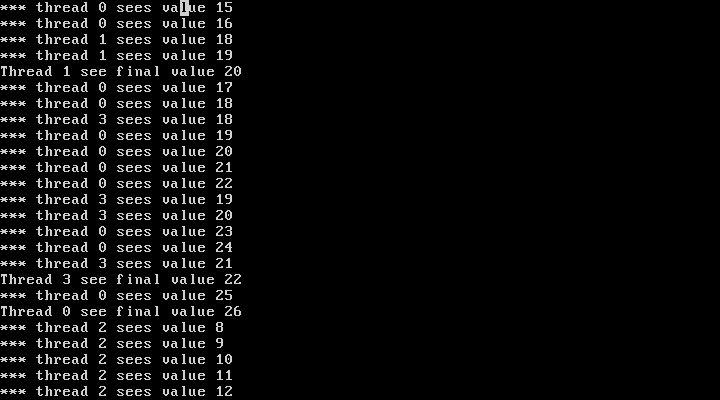 *** thread 0 sees value 15
*** thread 0 sees value 16
*** thread 1 sees value 18
*** thread 1 sees value 19
Thread 1 see final value 20
*** thread 0 sees value 17
*** thread 0 sees value 18
*** thread 3 sees value 18
*** thread 0 sees value 19
*** thread 0 sees value 20
*** thread 0 sees value 21
*** thread 0 sees value 22
*** thread 3 sees value 19
*** thread 3 sees value 20
*** thread 0 sees value 23
*** thread 0 sees value 24
*** thread 3 sees value 21
Thread 3 see final value 22
*** thread 0 sees value 25
Thread 0 see final value 26
*** thread 2 sees value 8
*** thread 2 sees value 9
*** thread 2 sees value 10
*** thread 2 sees value 11
*** thread 2 sees value 12